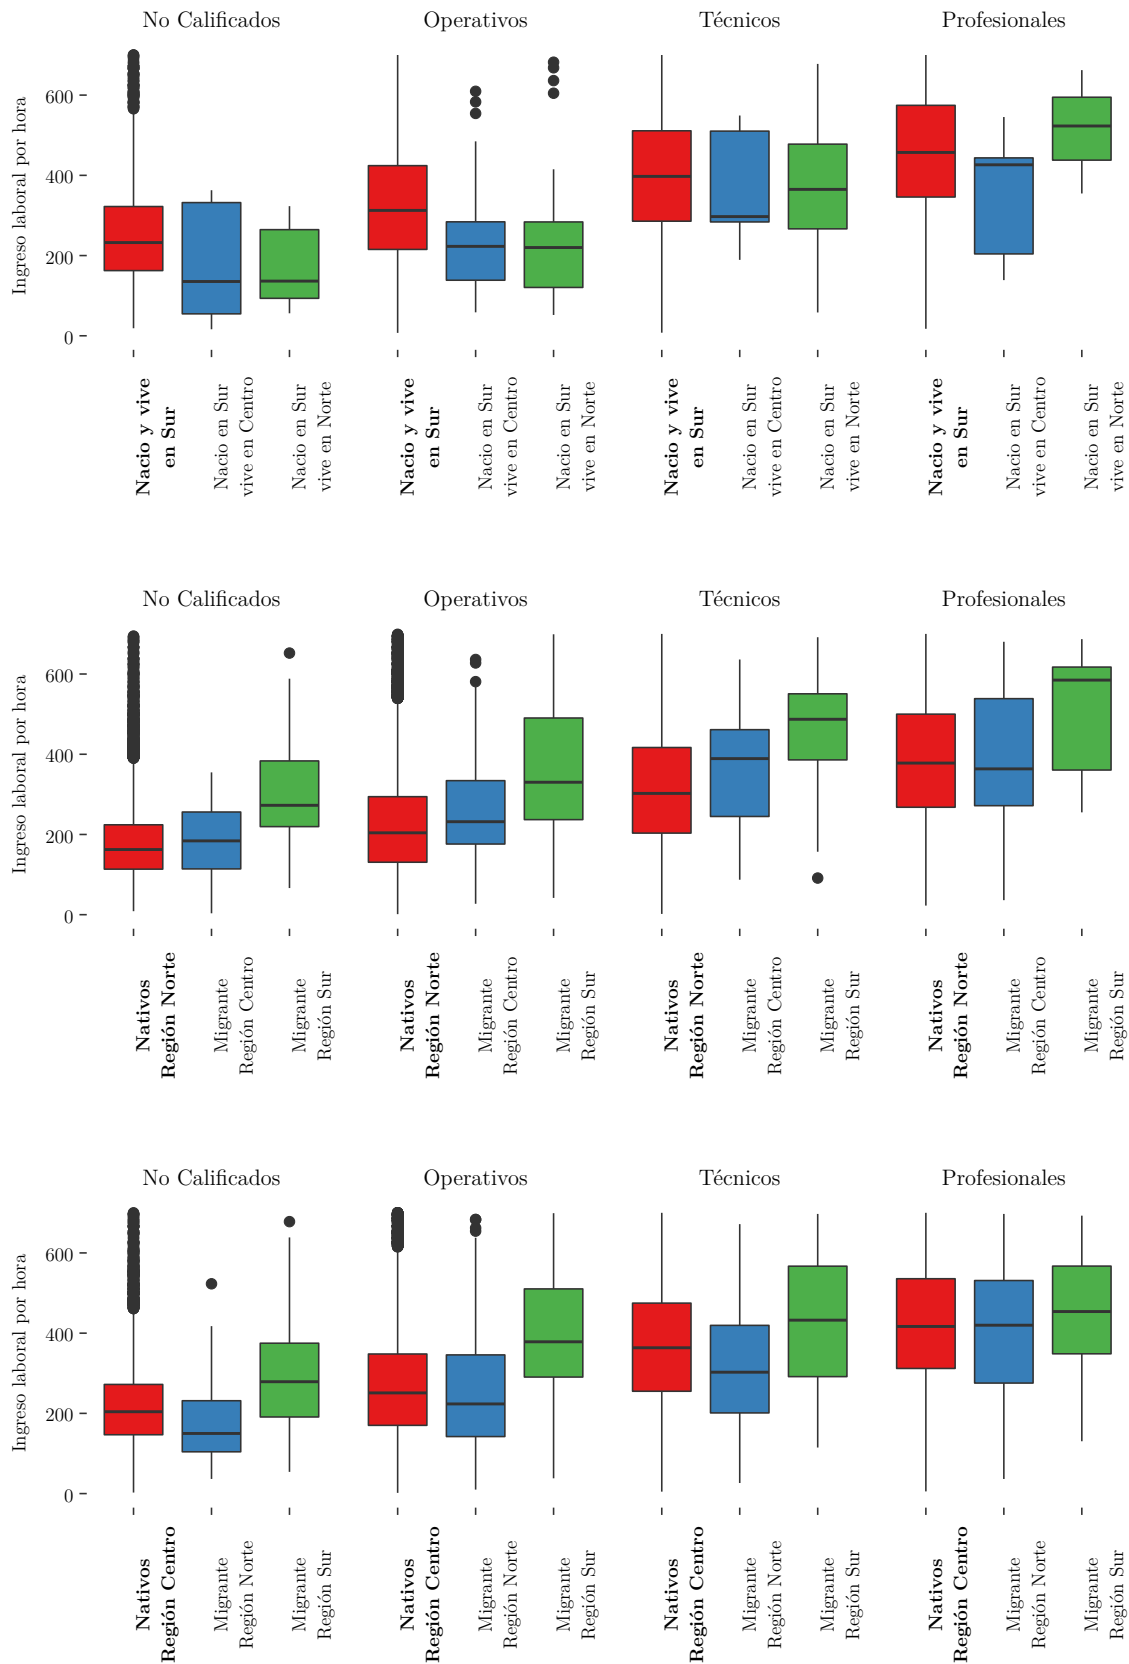 No Calificados
Operativos
Técnicos
Profesionales
Ingreso laboral por hora
600
400
200
0
Nacio y vive
en Sur
Nacio en Sur
vive en Centro
Nacio en Sur
vive en Norte
Nacio y vive
en Sur
Nacio en Sur
vive en Centro
Nacio en Sur
vive en Norte
Nacio y vive
en Sur
Nacio en Sur
vive en Centro
Nacio en Sur
vive en Norte
Nacio y vive
en Sur
Nacio en Sur
vive en Centro
Nacio en Sur
vive en Norte
No Calificados
Operativos
Técnicos
Profesionales
Ingreso laboral por hora
600
400
200
0
Nativos
Región Norte
Migrante
Región Centro
Migrante
Región Sur
Nativos
Región Norte
Migrante
Región Centro
Migrante
Región Sur
Nativos
Región Norte
Migrante
Región Centro
Migrante
Región Sur
Nativos
Región Norte
Migrante
Región Centro
Migrante
Región Sur
No Calificados
Operativos
Técnicos
Profesionales
Ingreso laboral por hora
600
400
200
0
Nativos
Región Centro
Migrante
Región Norte
Migrante
Región Sur
Nativos
Región Centro
Migrante
Región Norte
Migrante
Región Sur
Nativos
Región Centro
Migrante
Región Norte
Migrante
Región Sur
Nativos
Región Centro
Migrante
Región Norte
Migrante
Región Sur